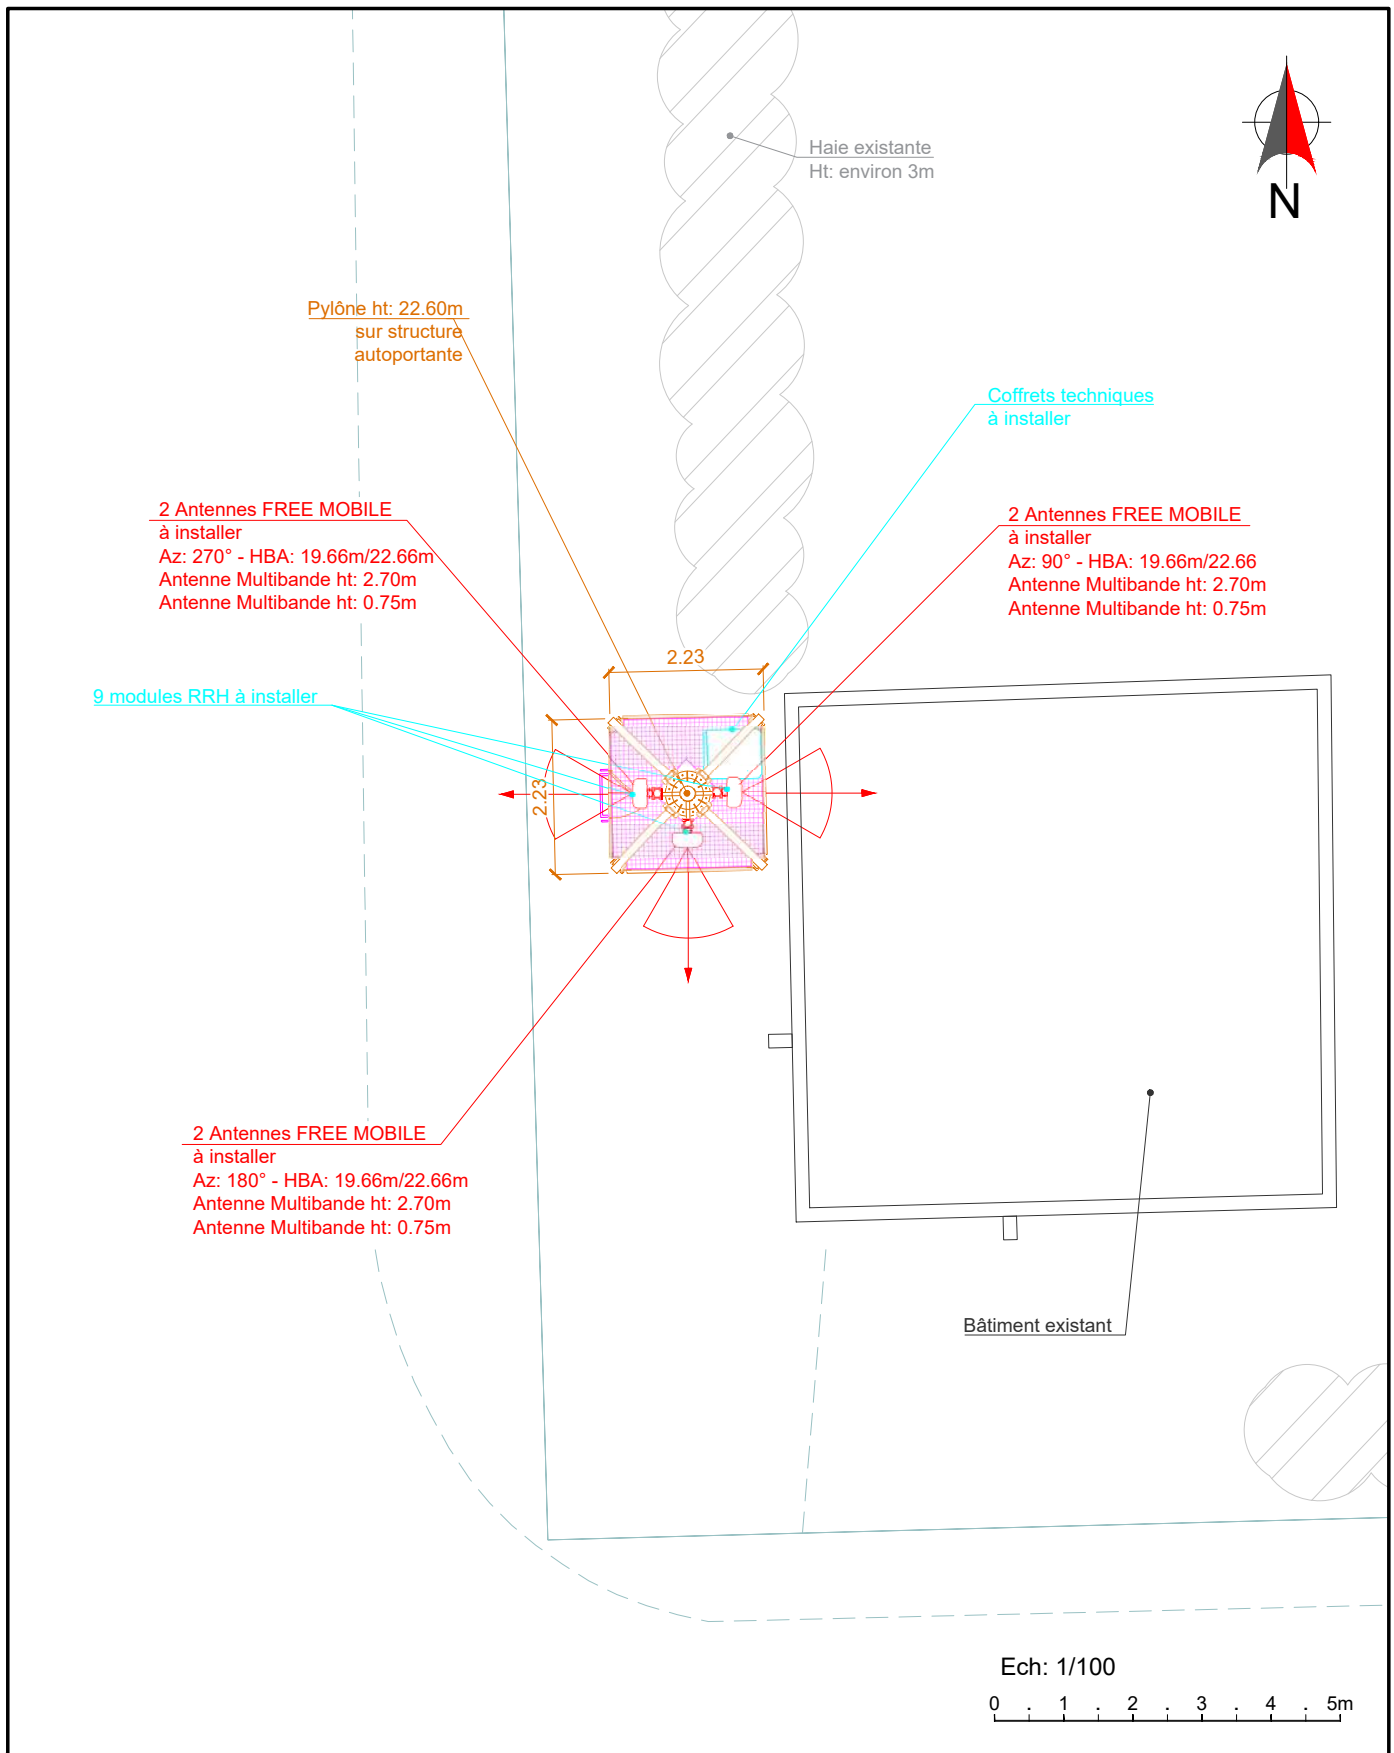 Haie existante
Ht: environ 3m
N
Pylône ht: 22.60m
sur structure
autoportante
Coffrets techniques
à installer
2 Antennes FREE MOBILE
à installer
Az: 270° - HBA: 19.66m/22.66m
Antenne Multibande ht: 2.70m
Antenne Multibande ht: 0.75m
2 Antennes FREE MOBILE
à installer
Az: 90° - HBA: 19.66m/22.66
Antenne Multibande ht: 2.70m
Antenne Multibande ht: 0.75m
2.23
9 modules RRH à installer
2.23
2 Antennes FREE MOBILE
à installer
Az: 180° - HBA: 19.66m/22.66m
Antenne Multibande ht: 2.70m
Antenne Multibande ht: 0.75m
Bâtiment existant
Ech: 1/100
0 . 1 . 2 . 3 . 4 . 5m